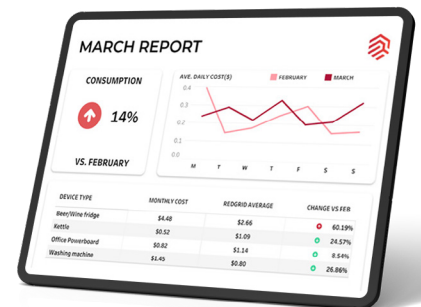 MARCH REPORT
CONSUMPTION
14%
VS. FEBRUARY
AVE. DAILY COST($)
FEBRUARY
MARCH
0.4
0.3
0.2
0.1
0.0
M T W T F S S
DEVICE TYPE MONTHLY COST REDGRID AVERAGE CHANGE VS FEB
Beer/Wine fridge $4.48 $2.66 60.19%
Kettle $0.52 $1.09 24.57%
Office Powerboard $0.82 $1.14 8.54%
Washing machine $1.45 $0.80 26.86%